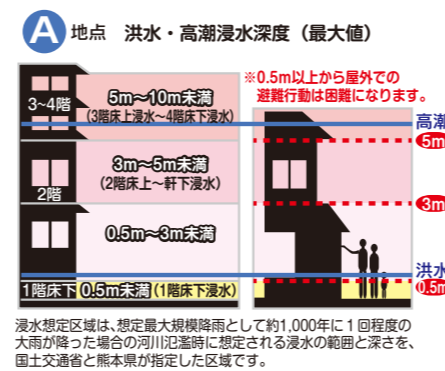 A 地点 洪水・高潮浸水深度（最大値）
※0.5m以上から屋外での
避難行動は困難になります。
3~4階
5m~10m未満
(3階床上浸水~4階床下浸水)
高潮
5m
3m~5m未満
(2階床上~軒下浸水)
2階
3m
0.5m~3m未満
洪水
1階床下 0.5m未満(1階床下浸水)
0.5m
浸水想定区域は、想定最大規模降雨として約1,000年に１回程度の
大雨が降った場合の河川氾濫時に想定される浸水の範囲と深さを、
国土交通省と熊本県が指定した区域です。